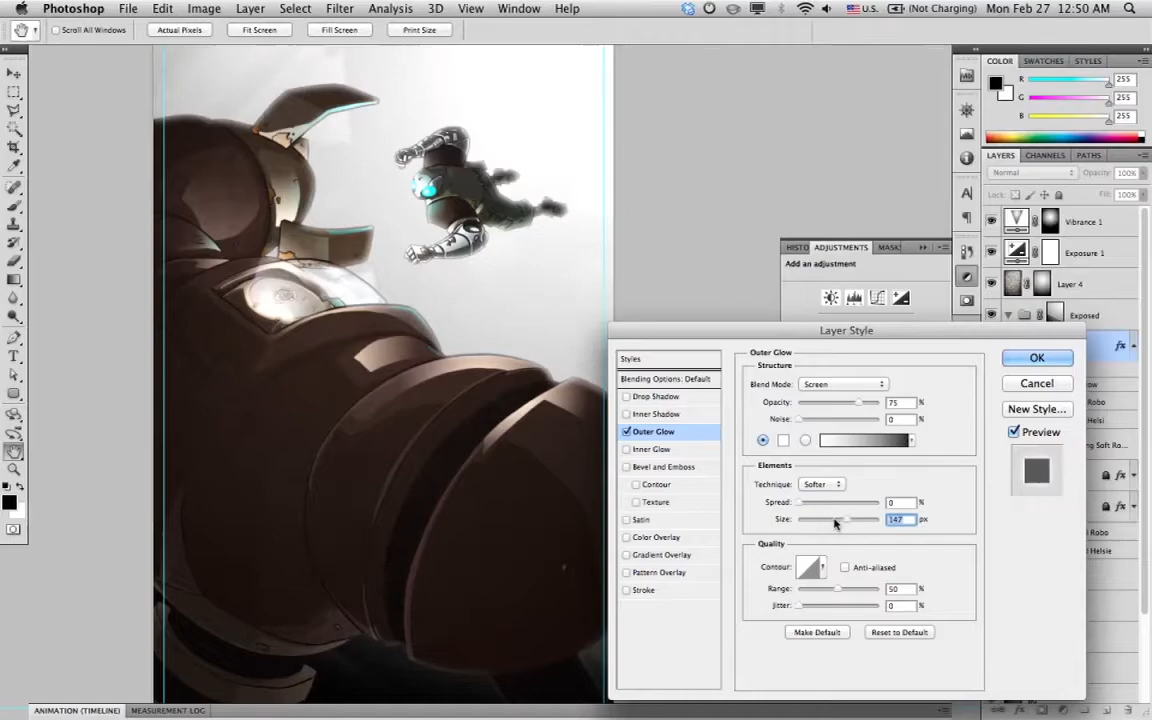 Photoshop File Edit Image Layer Select Filter Analysis 3D View Window Help U.S. (Not Charging) Mon Feb 27 12:50 AM
Scroll All Windows Actual Pixels Fit Screen Fill Screen Print Size
COLOR SWATCHES STYLES
R 255
G 255
B 255
LAYERS CHANNELS PATHS
Normal Opacity: 100%
Lock: Fill: 100%
Vibrance 1
HISTO ADJUSTMENTS MASK
Exposure 1
Add an adjustment
Layer 4
Exposed
Layer Style
Styles
Blending Options: Default
Drop Shadow
Inner Shadow
Outer Glow
Inner Glow
Bevel and Emboss
Contour
Texture
Satin
Color Overlay
Gradient Overlay
Pattern Overlay
Stroke
Outer Glow
Structure
Blend Mode: Screen
Opacity: 75 %
Noise: 0 %
Elements
Technique: Softer
Spread: 0 %
Size: 147 px
Quality
Contour: Anti-aliased
Range: 50 %
Jitter: 0 %
Make Default Reset to Default
OK
Cancel
New Style...
Preview
fx
Robo
Soft Ro
Robo
Helsie
ANIMATION (TIMELINE) MEASUREMENT LOG